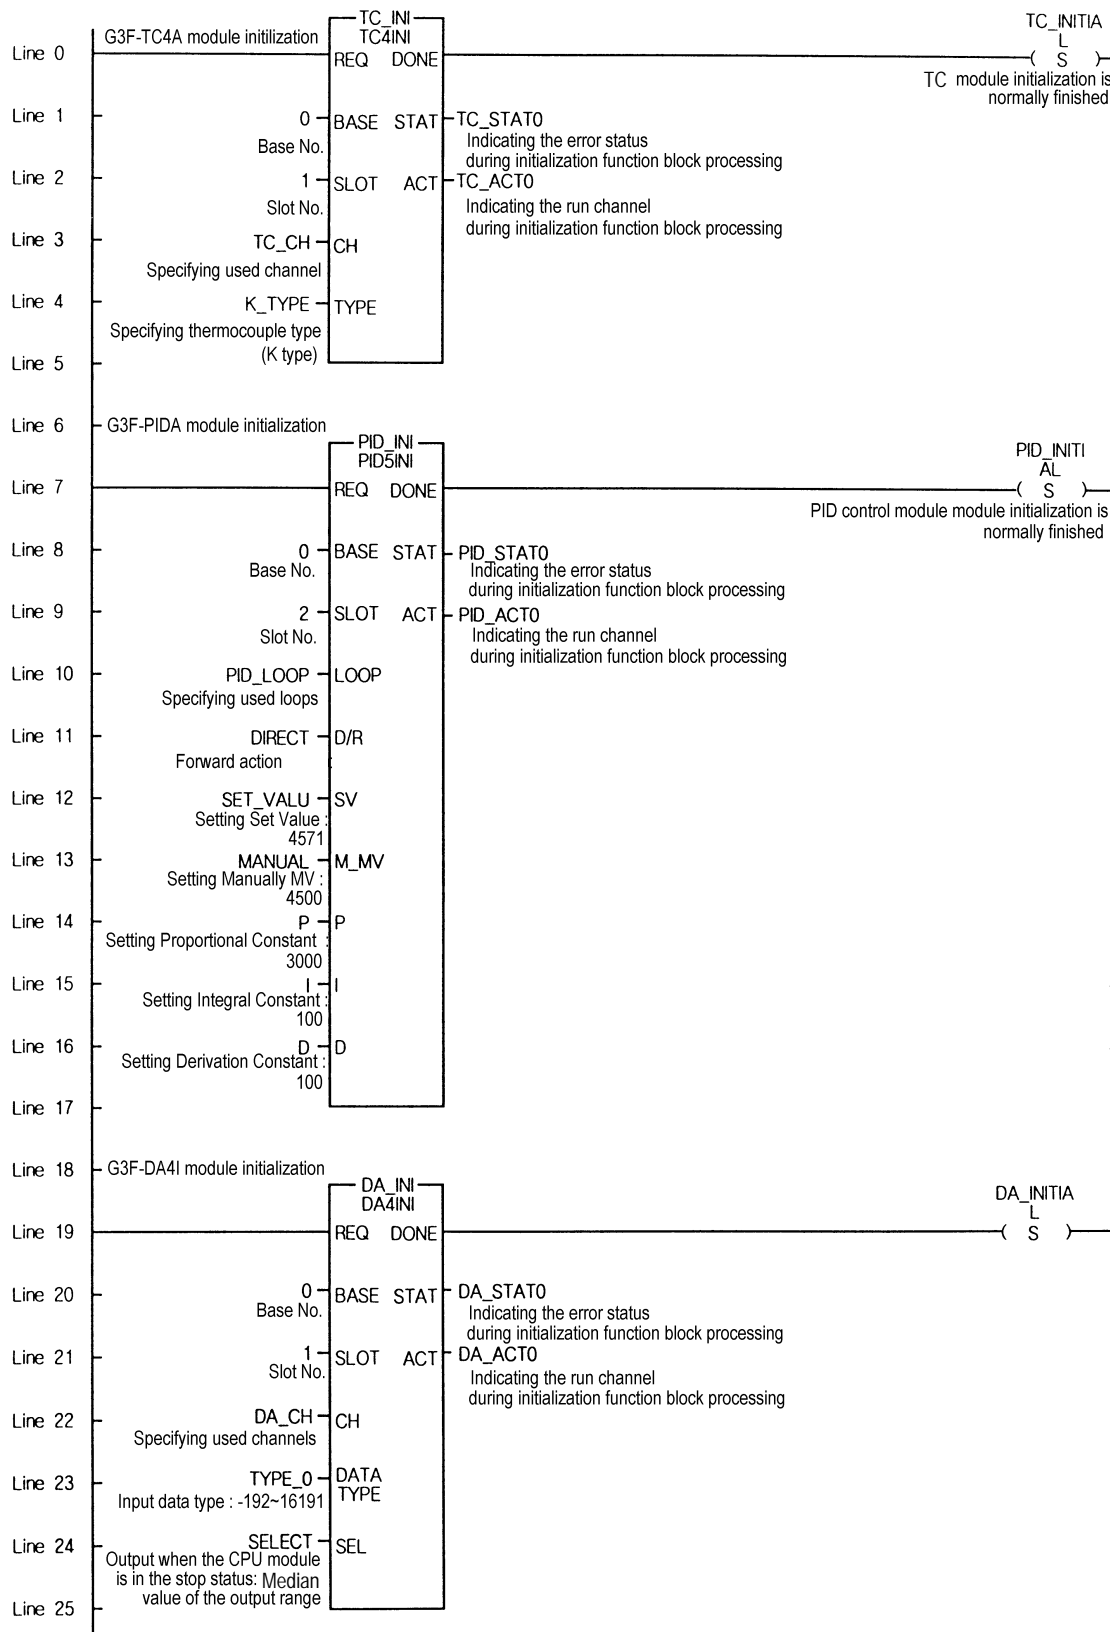 TC_INI
TC_INITIA
G3F-TC4A module initilization
TC4INI
L
Line 0
REQ DONE
( S )
TC module initialization is
normally finished
Line 1
0
BASE STAT
TC_STAT0
Base No.
Indicating the error status
during initialization function block processing
Line 2
1
SLOT ACT
TC_ACT0
Slot No.
Indicating the run channel
during initialization function block processing
Line 3
TC_CH
CH
Specifying used channel
Line 4
K_TYPE
TYPE
Specifying thermocouple type
(K type)
Line 5
Line 6
G3F-PIDA module initialization
PID_INI
PID5INI
PID_INITI
AL
Line 7
REQ DONE
( S )
PID control module module initialization is
normally finished
Line 8
0
BASE STAT
PID_STAT0
Base No.
Indicating the error status
during initialization function block processing
Line 9
2
SLOT ACT
PID_ACT0
Slot No.
Indicating the run channel
during initialization function block processing
Line 10
PID_LOOP
LOOP
Specifying used loops
Line 11
DIRECT
D/R
Forward action
Line 12
SET_VALU
SV
Setting Set Value :
4571
Line 13
MANUAL
M_MV
Setting Manually MV :
4500
Line 14
P
P
Setting Proportional Constant :
3000
Line 15
I
I
Setting Integral Constant :
100
Line 16
D
D
Setting Derivation Constant :
100
Line 17
Line 18
G3F-DA4I module initialization
DA_INI
DA4INI
DA_INITIA
L
Line 19
REQ DONE
( S )
Line 20
0
BASE STAT
DA_STAT0
Base No.
Indicating the error status
during initialization function block processing
Line 21
1
SLOT ACT
DA_ACT0
Slot No.
Indicating the run channel
during initialization function block processing
Line 22
DA_CH
CH
Specifying used channels
Line 23
TYPE_0
DATA
TYPE
Input data type : -192~16191
Line 24
SELECT
SEL
Output when the CPU module
is in the stop status: Median
value of the output range
Line 25